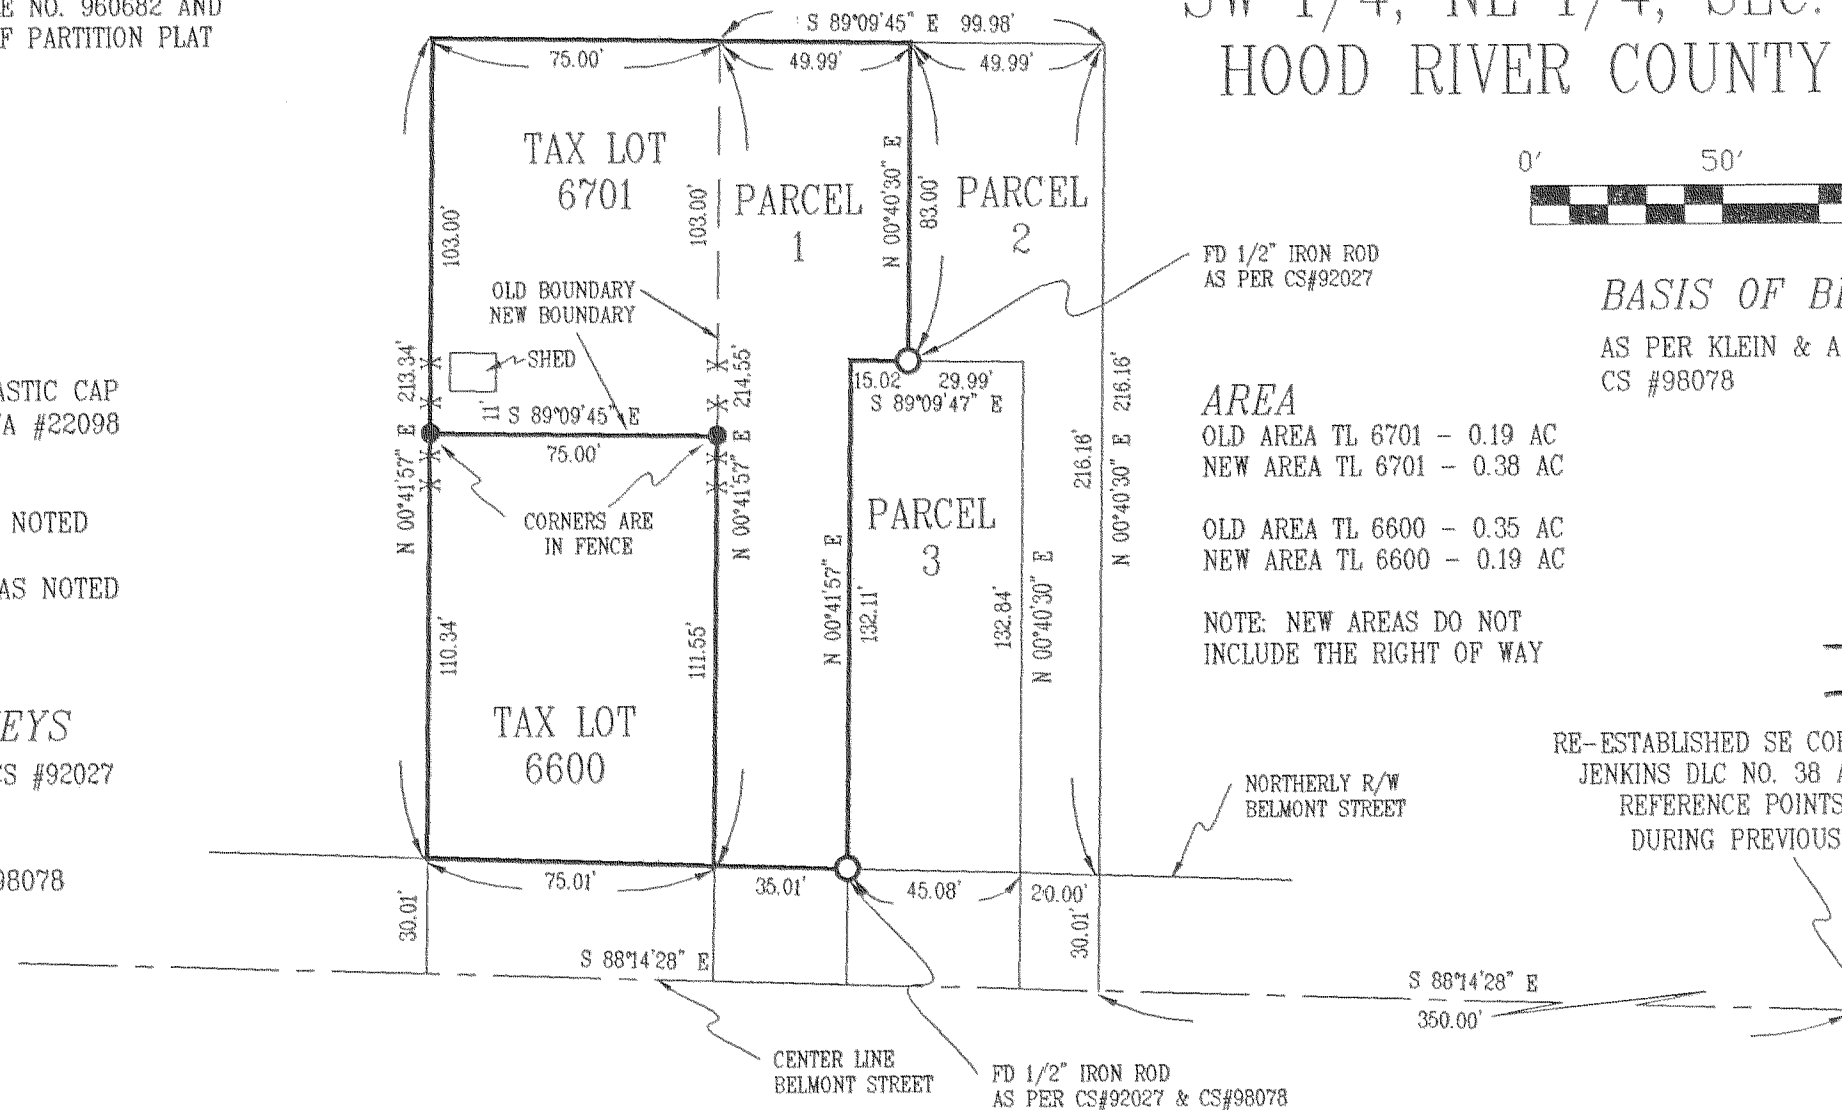 E NO. 960682 AND
F PARTITION PLAT
S 89°09'45" E 99.98'
75.00'
49.99'
49.99'
SW 1/4, NE 1/4, SEC.
HOOD RIVER COUNTY
0'
50'
TAX LOT
6701
103.00'
103.00'
PARCEL
1
N 00°40'30" E
83.00'
PARCEL
2
FD 1/2" IRON ROD
AS PER CS#92027
OLD BOUNDARY
NEW BOUNDARY
SHED
11'
S 89°09'45" E
75.00'
N 00°41'57" E 213.34'
N 00°41'57" E 214.55'
CORNERS ARE
IN FENCE
15.02
29.99'
S 89°09'47" E
PARCEL
3
N 00°41'57" E
132.11'
132.84'
N 00°40'30" E
216.16'
N 00°40'30" E 216.16'
110.34'
111.55'
TAX LOT
6600
BASIS OF B
AS PER KLEIN & A
CS #98078
AREA
OLD AREA TL 6701 - 0.19 AC
NEW AREA TL 6701 - 0.38 AC
OLD AREA TL 6600 - 0.35 AC
NEW AREA TL 6600 - 0.19 AC
NOTE: NEW AREAS DO NOT
INCLUDE THE RIGHT OF WAY
ASTIC CAP
A #22098
NOTED
AS NOTED
EYS
CS #92027
98078
RE-ESTABLISHED SE COR
JENKINS DLC NO. 38 A
REFERENCE POINTS
DURING PREVIOUS
NORTHERLY R/W
BELMONT STREET
75.01'
35.01'
45.08'
20.00'
30.01'
30.01'
S 88°14'28" E
S 88°14'28" E
350.00'
CENTER LINE
BELMONT STREET
FD 1/2" IRON ROD
AS PER CS#92027 & CS#98078